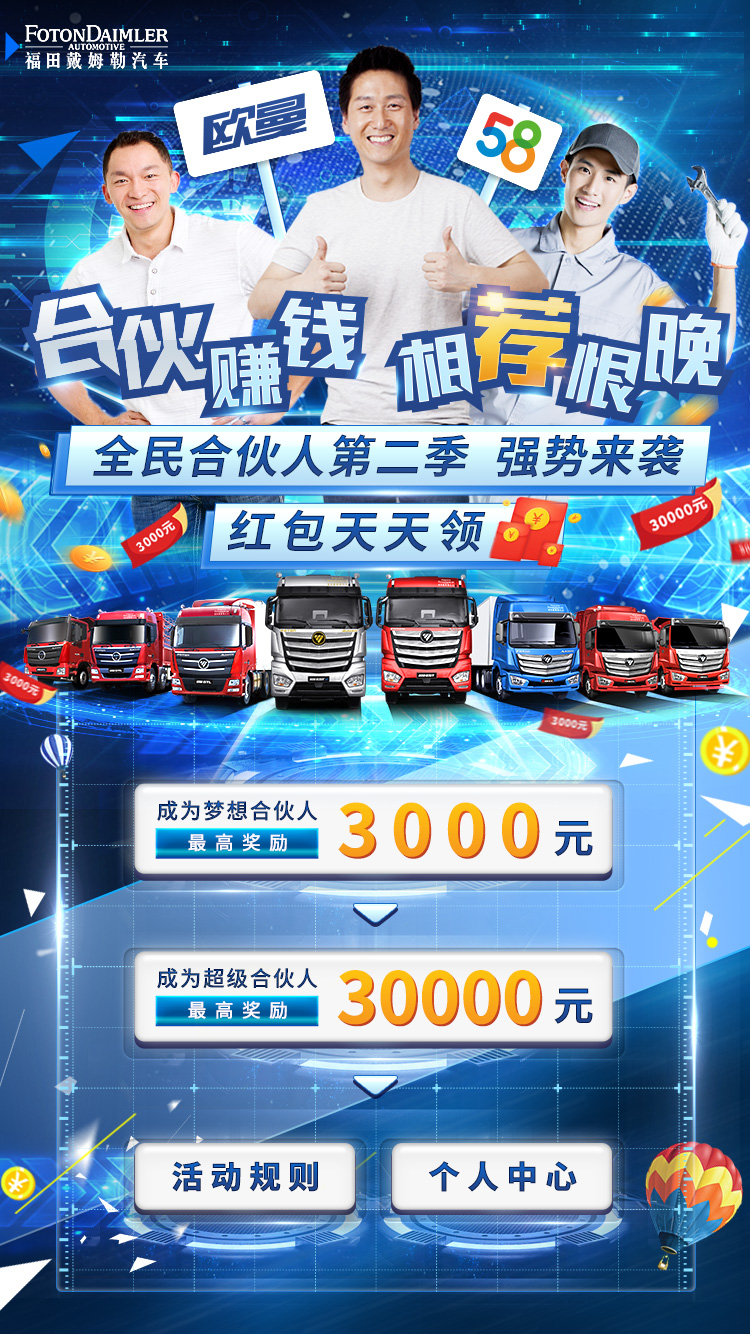 FOTONDAIMLER
AUTOMOTIVE
福田戴姆勒汽车
欧曼
58
合伙赚钱 相荐恨晚
全民合伙人第二季 强势来袭
红包天天领
3000元
3000元
3000元
3000元
成为梦想合伙人
最高奖励
3000元
成为超级合伙人
最高奖励
30000元
活动规则
个人中心